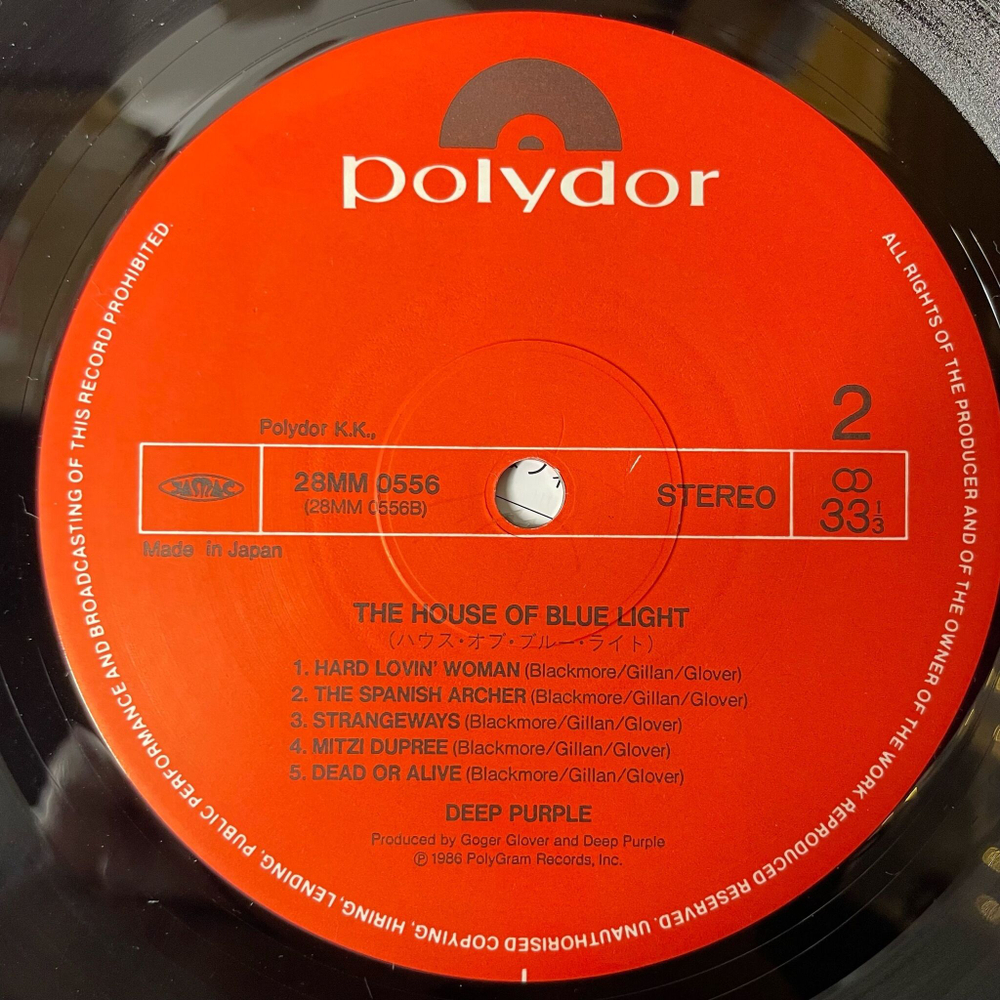 polydor
Polydor K.K.,
2
JASRAC
28MM 0556
(28MM 0556B)
STEREO
33 1/3
Made in Japan
THE HOUSE OF BLUE LIGHT
(ハウス・オブ・ブルー・ライト)
1. HARD LOVIN' WOMAN (Blackmore/Gillan/Glover)
2. THE SPANISH ARCHER (Blackmore/Gillan/Glover)
3. STRANGEWAYS (Blackmore/Gillan/Glover)
4. MITZI DUPREE (Blackmore/Gillan/Glover)
5. DEAD OR ALIVE (Blackmore/Gillan/Glover)
DEEP PURPLE
Produced by Goger Glover and Deep Purple
℗ 1986 PolyGram Records, Inc.
ALL RIGHTS OF THE PRODUCER AND OF THE OWNER OF THE WORK REPRODUCED RESERVED. UNAUTHORISED COPYING, HIRING, LENDING, PUBLIC PERFORMANCE AND BROADCASTING OF THIS RECORD PROHIBITED.